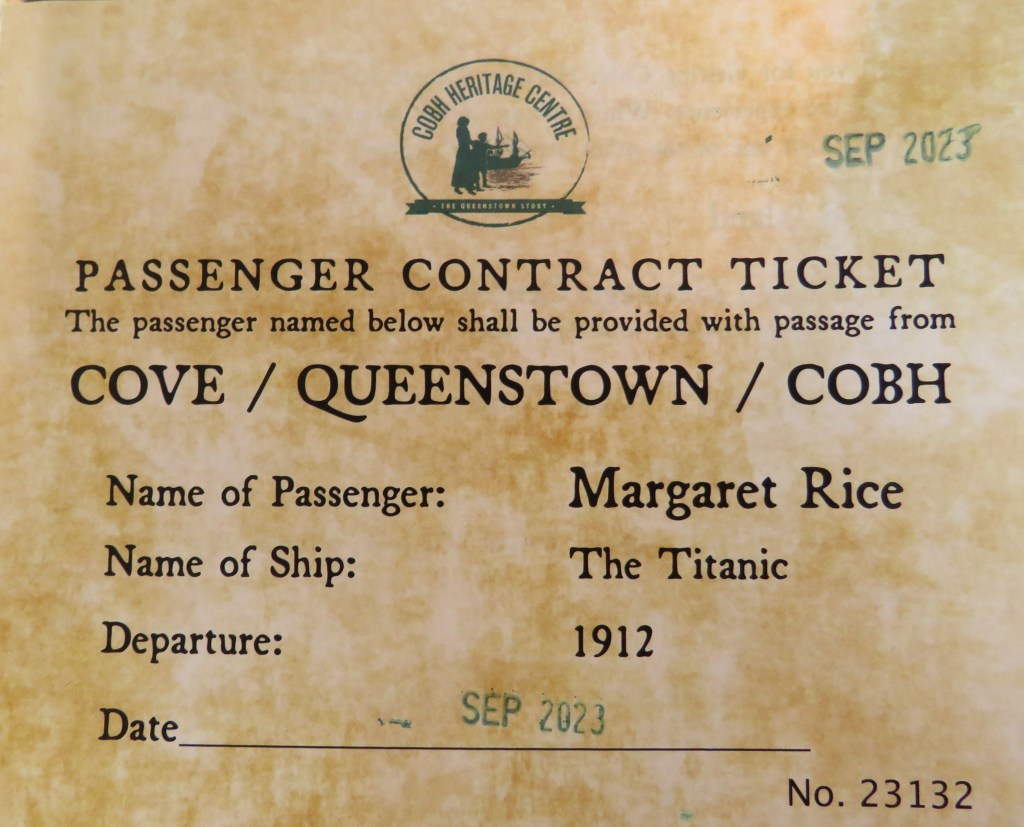 COBH HERITAGE CENTRE
THE QUEENSTOWN STORY
SEP 2023
PASSENGER CONTRACT TICKET
The passenger named below shall be provided with passage from
COVE / QUEENSTOWN / COBH
Name of Passenger: Margaret Rice
Name of Ship: The Titanic
Departure: 1912
Date SEP 2023
No. 23132